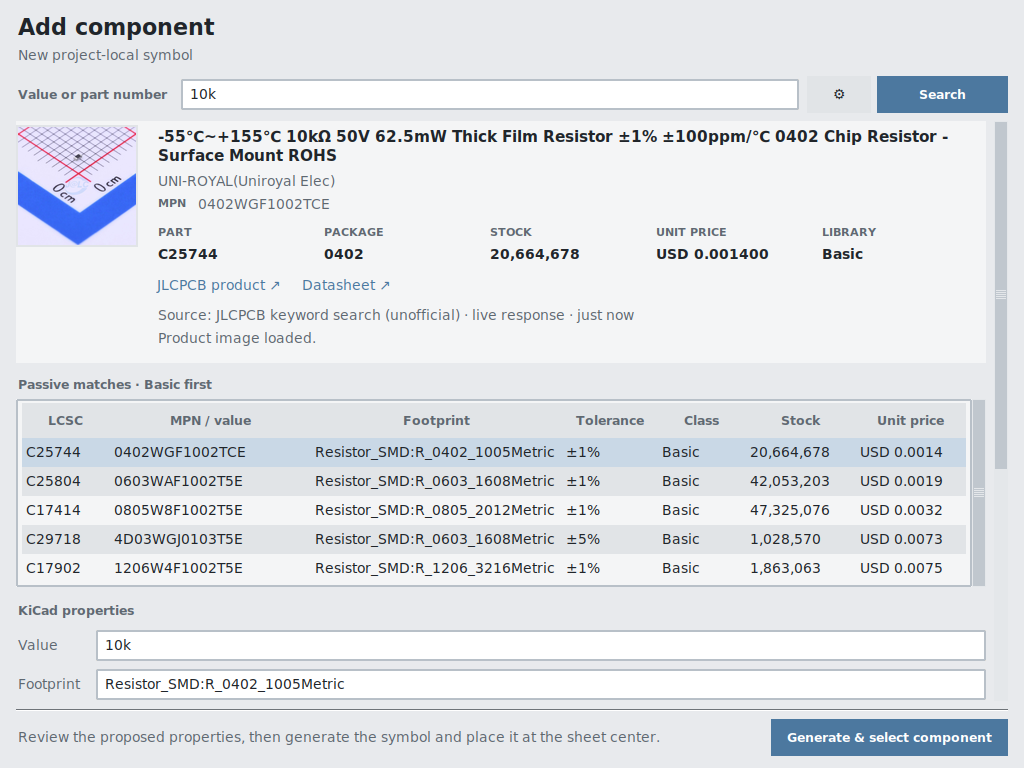 Add component
New project-local symbol
Value or part number
10k
⚙
Search
0cm
0cm
-55℃~+155℃ 10kΩ 50V 62.5mW Thick Film Resistor ±1% ±100ppm/℃ 0402 Chip Resistor -
Surface Mount ROHS
UNI-ROYAL(Uniroyal Elec)
MPN 0402WGF1002TCE
PART PACKAGE STOCK UNIT PRICE LIBRARY
C25744 0402 20,664,678 USD 0.001400 Basic
JLCPCB product ↗ Datasheet ↗
Source: JLCPCB keyword search (unofficial) · live response · just now
Product image loaded.
Passive matches · Basic first
LCSC MPN / value Footprint Tolerance Class Stock Unit price
C25744 0402WGF1002TCE Resistor_SMD:R_0402_1005Metric ±1% Basic 20,664,678 USD 0.0014
C25804 0603WAF1002T5E Resistor_SMD:R_0603_1608Metric ±1% Basic 42,053,203 USD 0.0019
C17414 0805W8F1002T5E Resistor_SMD:R_0805_2012Metric ±1% Basic 47,325,076 USD 0.0032
C29718 4D03WGJ0103T5E Resistor_SMD:R_0603_1608Metric ±5% Basic 1,028,570 USD 0.0073
C17902 1206W4F1002T5E Resistor_SMD:R_1206_3216Metric ±1% Basic 1,863,063 USD 0.0075
KiCad properties
Value 10k
Footprint Resistor_SMD:R_0402_1005Metric
Review the proposed properties, then generate the symbol and place it at the sheet center.
Generate & select component